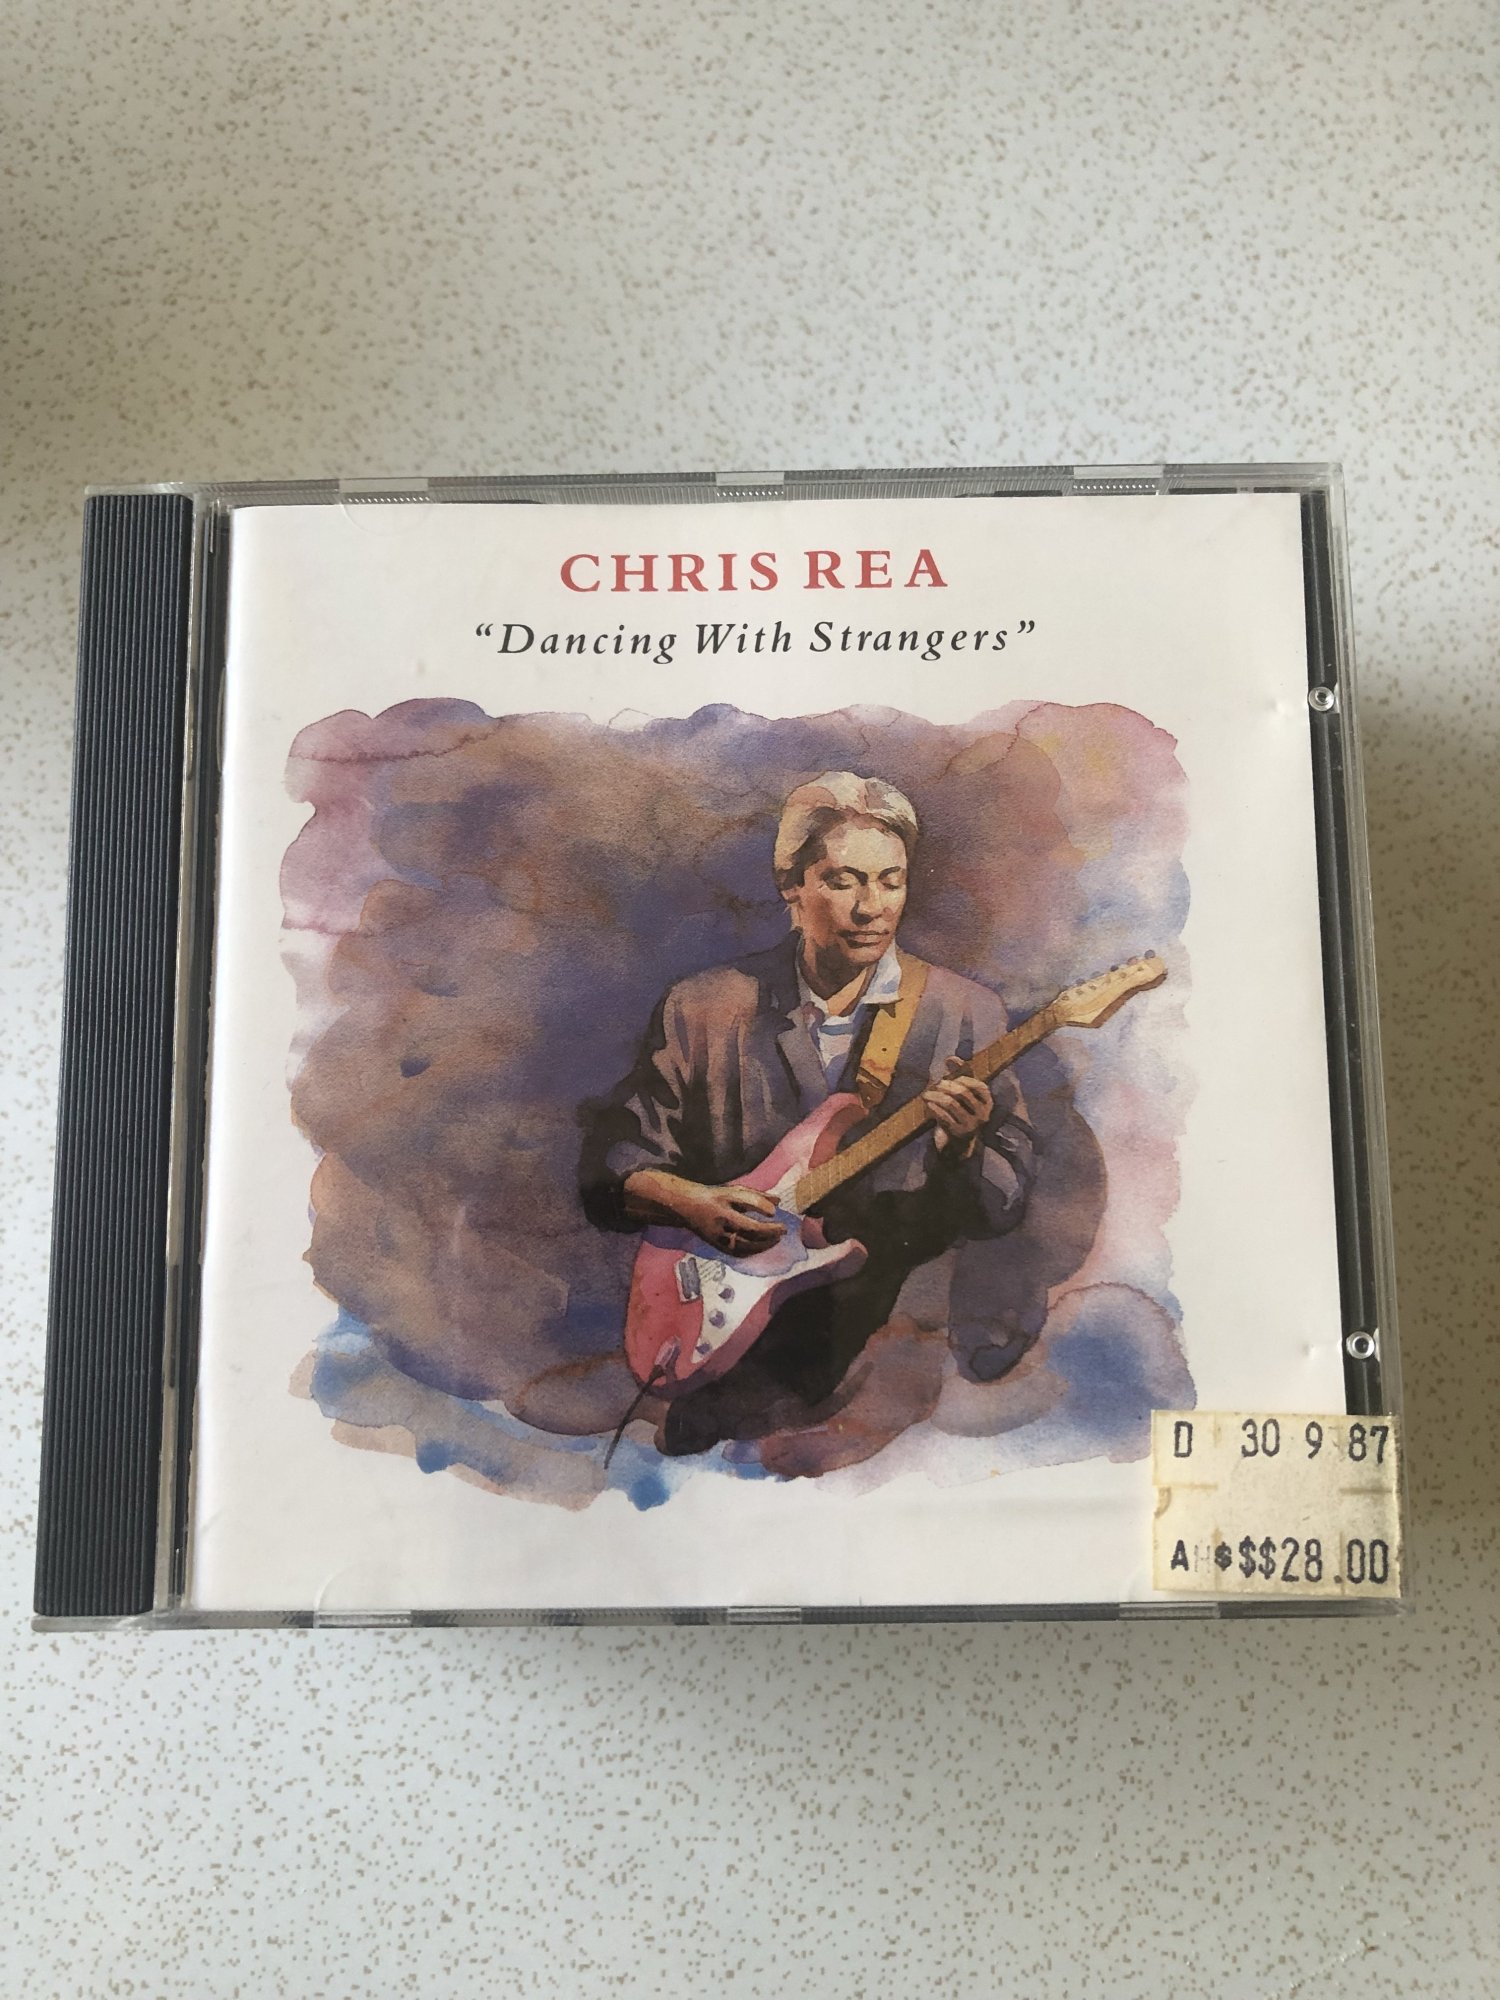 CHRIS REA
“Dancing With Strangers”
D 30 9 87
$$28.00